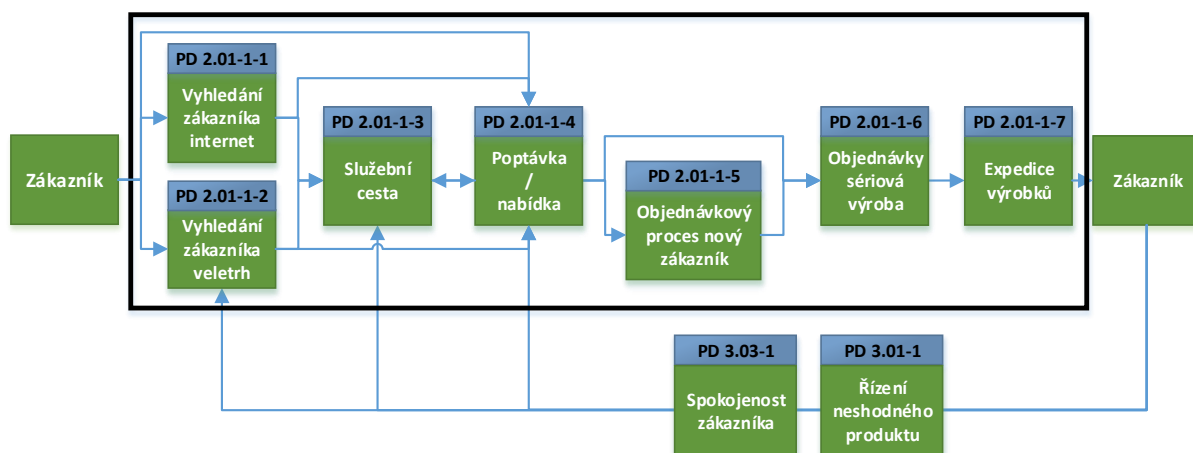 Zákazník
PD 2.01-1-1
Vyhledání
zákazníka
internet
PD 2.01-1-2
Vyhledání
zákazníka
veletrh
PD 2.01-1-3
Služební
cesta
PD 2.01-1-4
Poptávka
/
nabídka
PD 2.01-1-5
Objednávkový
proces nový
zákazník
PD 2.01-1-6
Objednávky
sériová
výroba
PD 2.01-1-7
Expedice
výrobků
Zákazník
PD 3.03-1
Spokojenost
zákazníka
PD 3.01-1
Řízení
neshodného
produktu